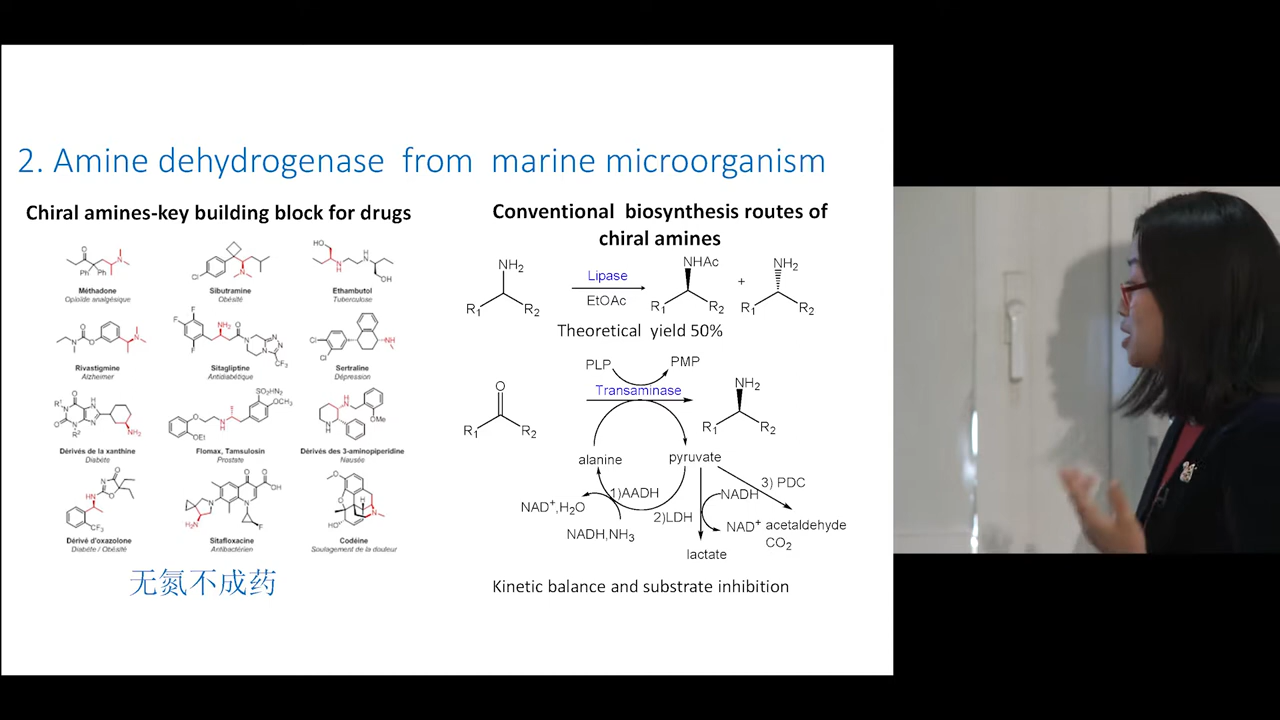 2. Amine dehydrogenase from marine microorganism
Chiral amines-key building block for drugs
Méthadone
Opioïde analgésique
Sibutramine
Obésité
Ethambutol
Tuberculose
Rivastigmine
Alzheimer
Sitagliptine
Antidiabétique
Sertraline
Dépression
Dérivés de la xanthine
Diabète
Flomax, Tamsulosin
Prostate
Dérivés des 3-aminopiperidine
Nausée
Dérivé d'oxazolone
Diabète / Obésité
Sitafloxacine
Antibactérien
Codéine
Soulagement de la douleur
无氮不成药
Conventional biosynthesis routes of
chiral amines
NH2
R1
R2
Lipase
EtOAc
NHAc
R1
R2
+
NH2
R1
R2
Theoretical yield 50%
PLP
PMP
Transaminase
O
R1
R2
NH2
R1
R2
alanine
pyruvate
1)AADH
NAD+,H2O
NADH,NH3
2)LDH
NADH
3) PDC
NAD+
acetaldehyde
CO2
lactate
Kinetic balance and substrate inhibition